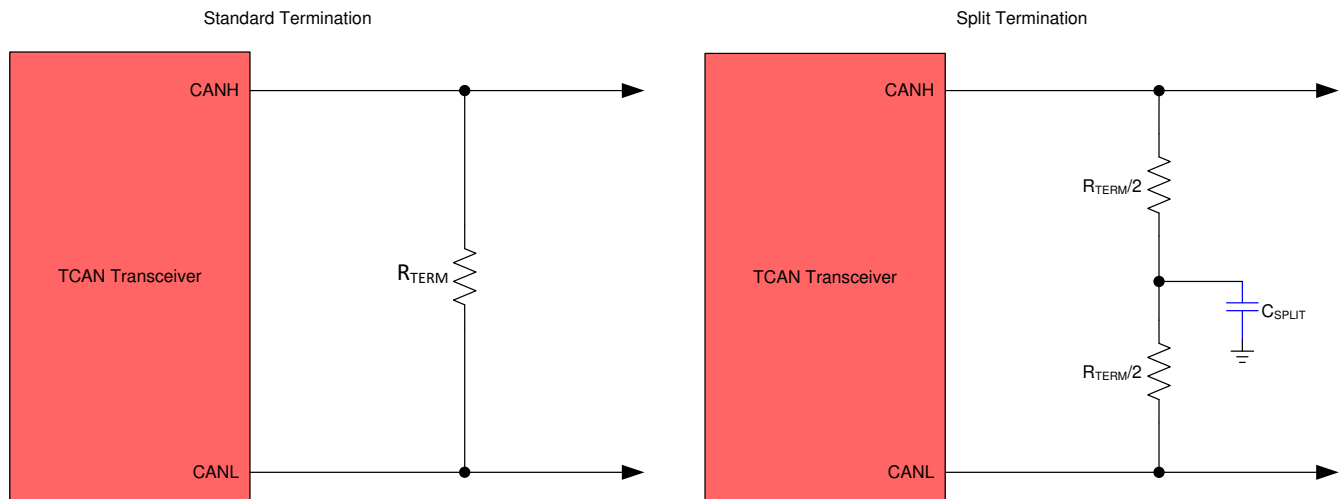 Standard Termination
CANH
TCAN Transceiver
RTERM
CANL
Split Termination
CANH
RTERM/2
TCAN Transceiver
CSPLIT
RTERM/2
CANL